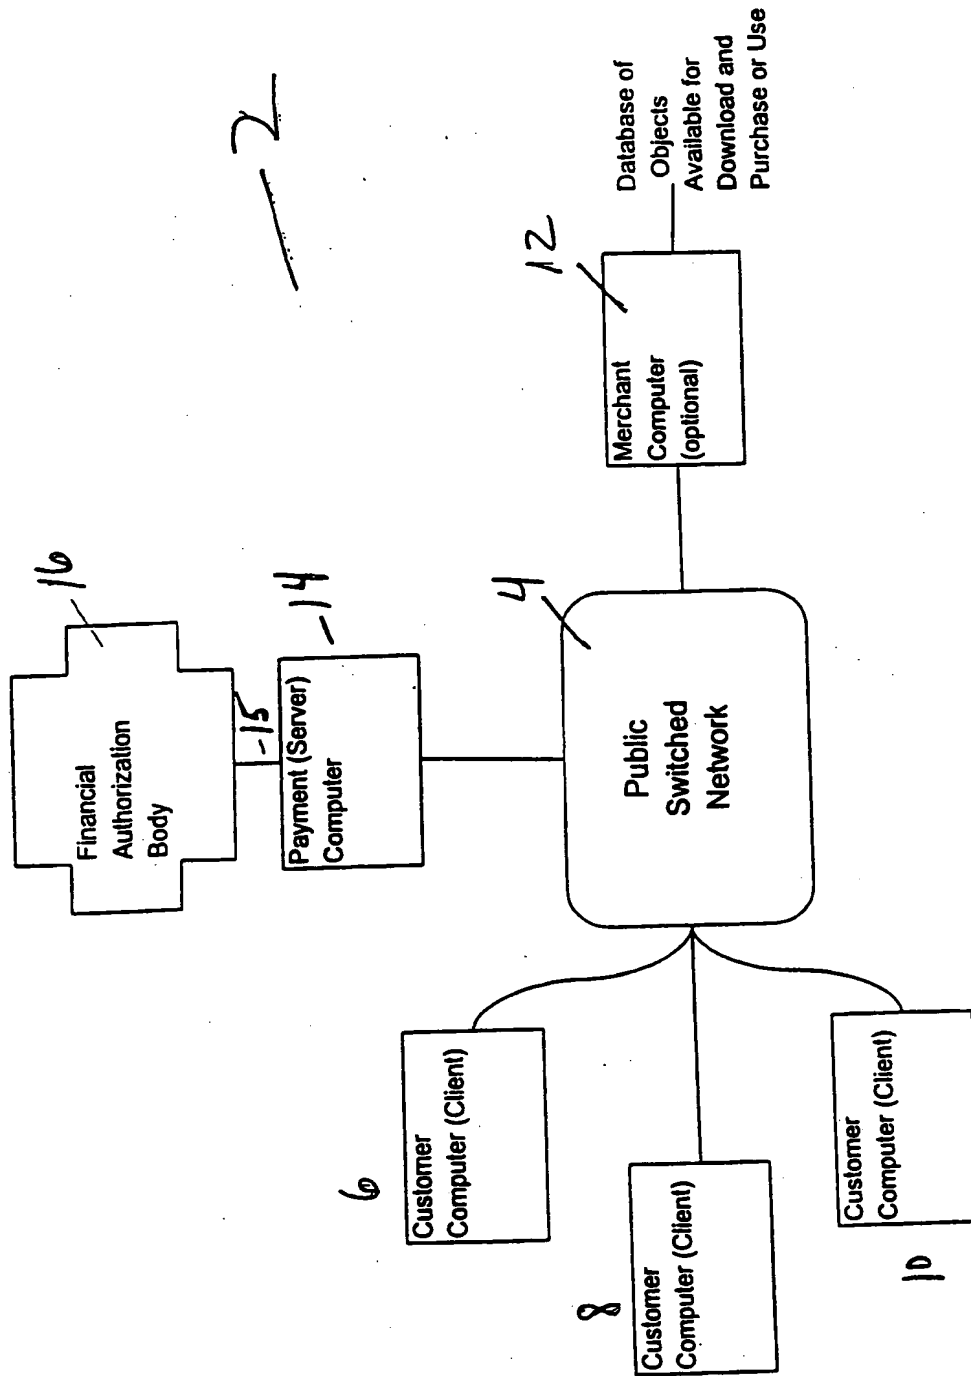 2
16
Financial
Authorization
Body
-15
-14
Payment (Server)
Computer
4
Public
Switched
Network
12
Merchant
Computer
(optional)
Database of
Objects
Available for
Download and
Purchase or Use
6
Customer
Computer (Client)
8
Customer
Computer (Client)
10
Customer
Computer (Client)